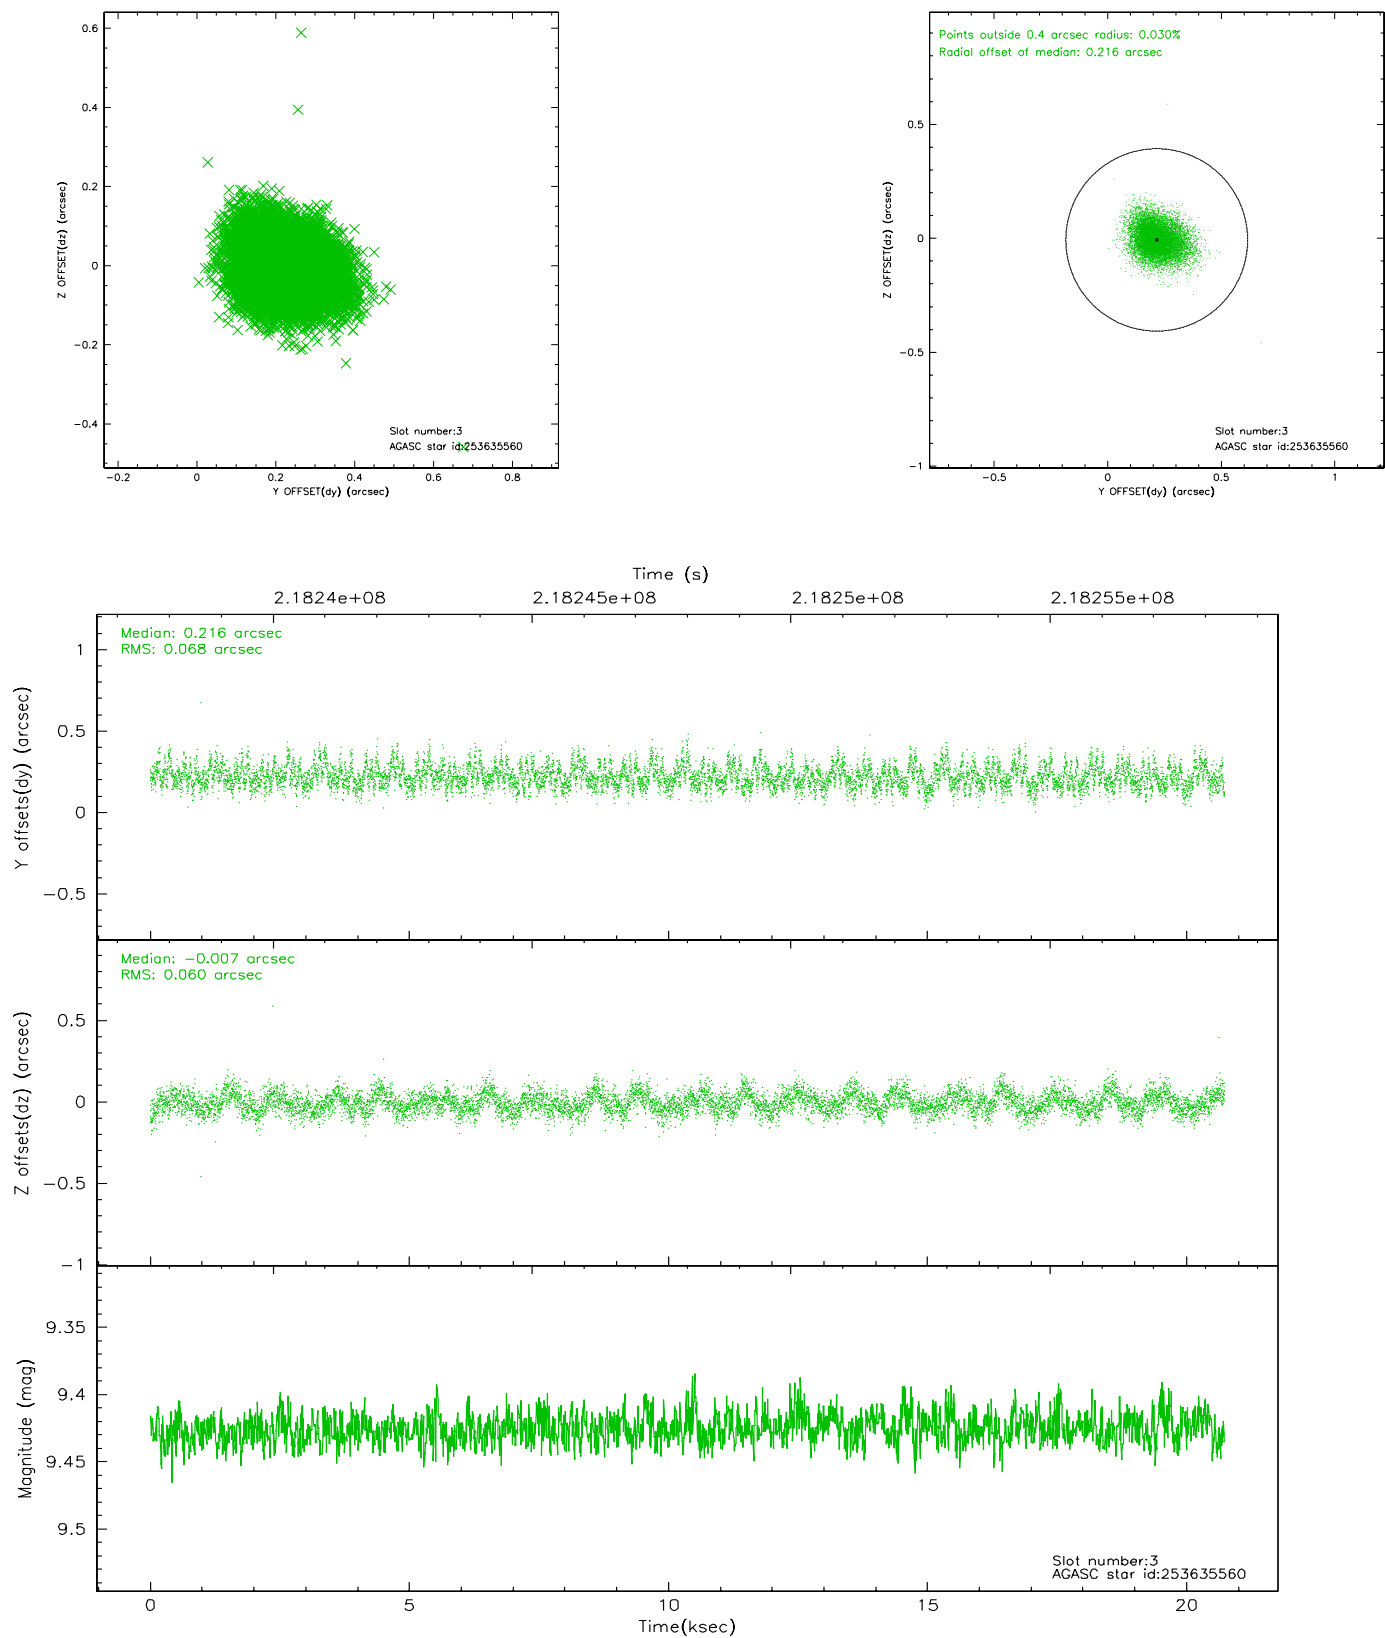 0.6
0.4
0.2
0
−0.2
−0.4
−0.2
0
0.2
0.4
0.6
0.8
Z OFFSET(dz) (arcsec)
Y OFFSET(dy) (arcsec)
Slot number:3
AGASC star id:253635560
Points outside 0.4 arcsec radius: 0.030%
Radial offset of median: 0.216 arcsec
0.5
0
−0.5
−1
−0.5
0
0.5
1
Z OFFSET(dz) (arcsec)
Y OFFSET(dy) (arcsec)
Slot number:3
AGASC star id:253635560
Time (s)
2.1824e+08
2.18245e+08
2.1825e+08
2.18255e+08
Median: 0.216 arcsec
RMS: 0.068 arcsec
1
0.5
0
−0.5
Y offsets(dy) (arcsec)
Median: −0.007 arcsec
RMS: 0.060 arcsec
0.5
0
−0.5
−1
Z offsets(dz) (arcsec)
9.35
9.4
9.45
9.5
Magnitude (mag)
Slot number:3
AGASC star id:253635560
0
5
10
15
20
Time(ksec)